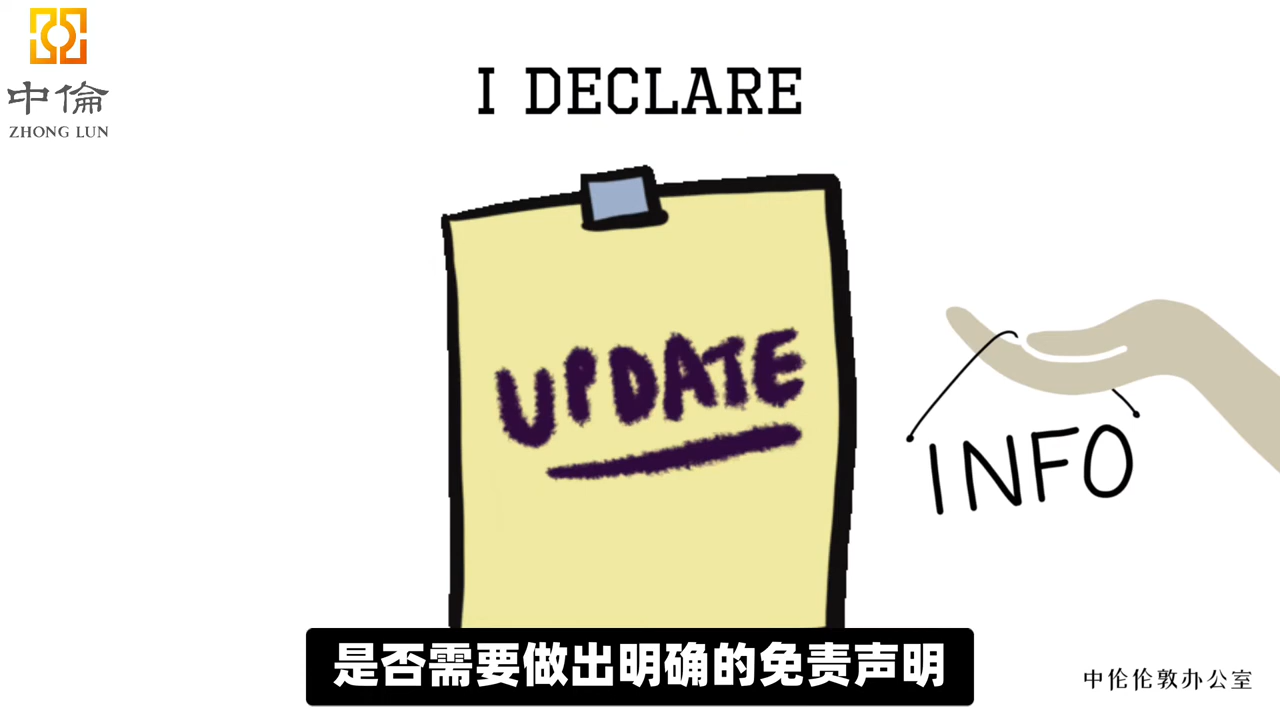 中倫
ZHONG LUN
I DECLARE
UPDATE
INFO
是否需要做出明确的免责声明
中伦伦敦办公室